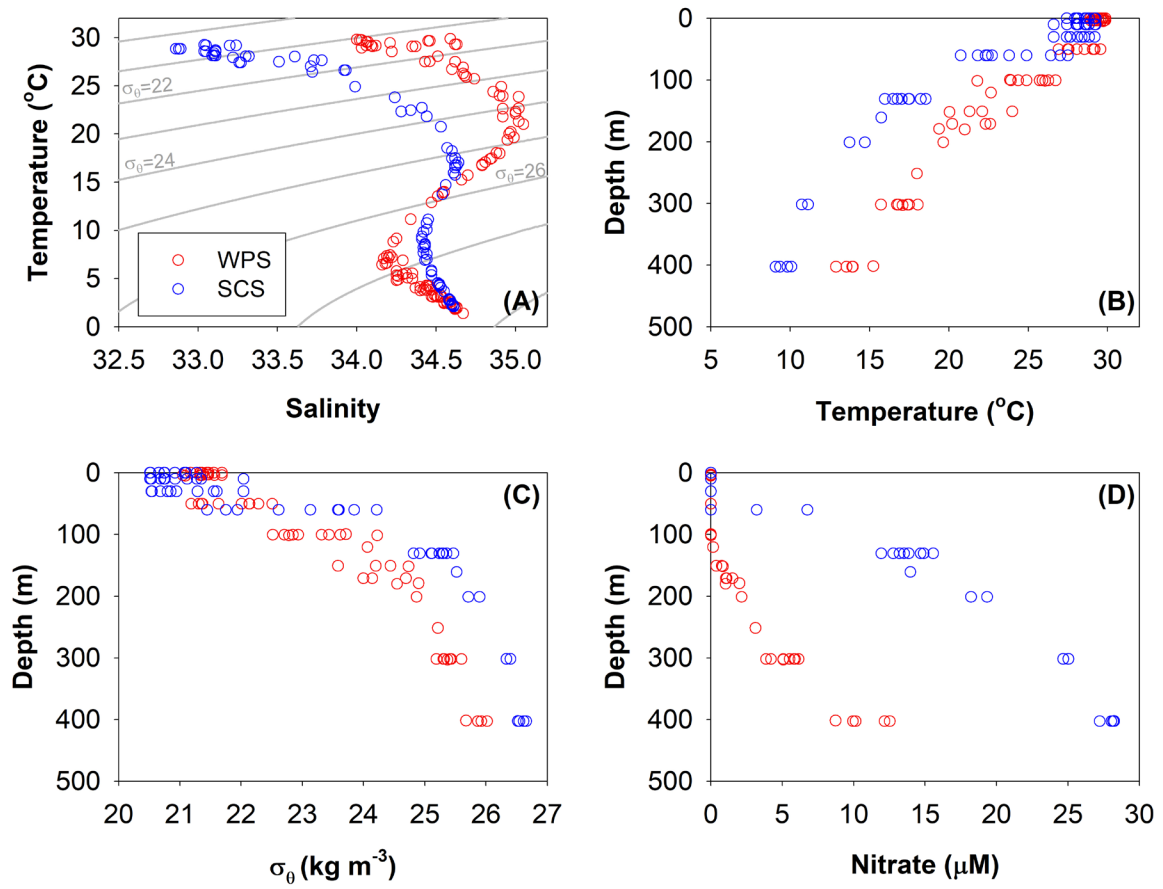 30
25
20
15
10
5
0
Temperature (°C)
σθ=22
σθ=24
σθ=26
WPS
SCS
(A)
32.5 33.0 33.5 34.0 34.5 35.0
Salinity
0
100
200
300
400
500
Depth (m)
(B)
5 10 15 20 25 30
Temperature (°C)
0
100
200
300
400
500
Depth (m)
(C)
20 21 22 23 24 25 26 27
σθ (kg m-3)
0
100
200
300
400
500
Depth (m)
(D)
0 5 10 15 20 25 30
Nitrate (μM)